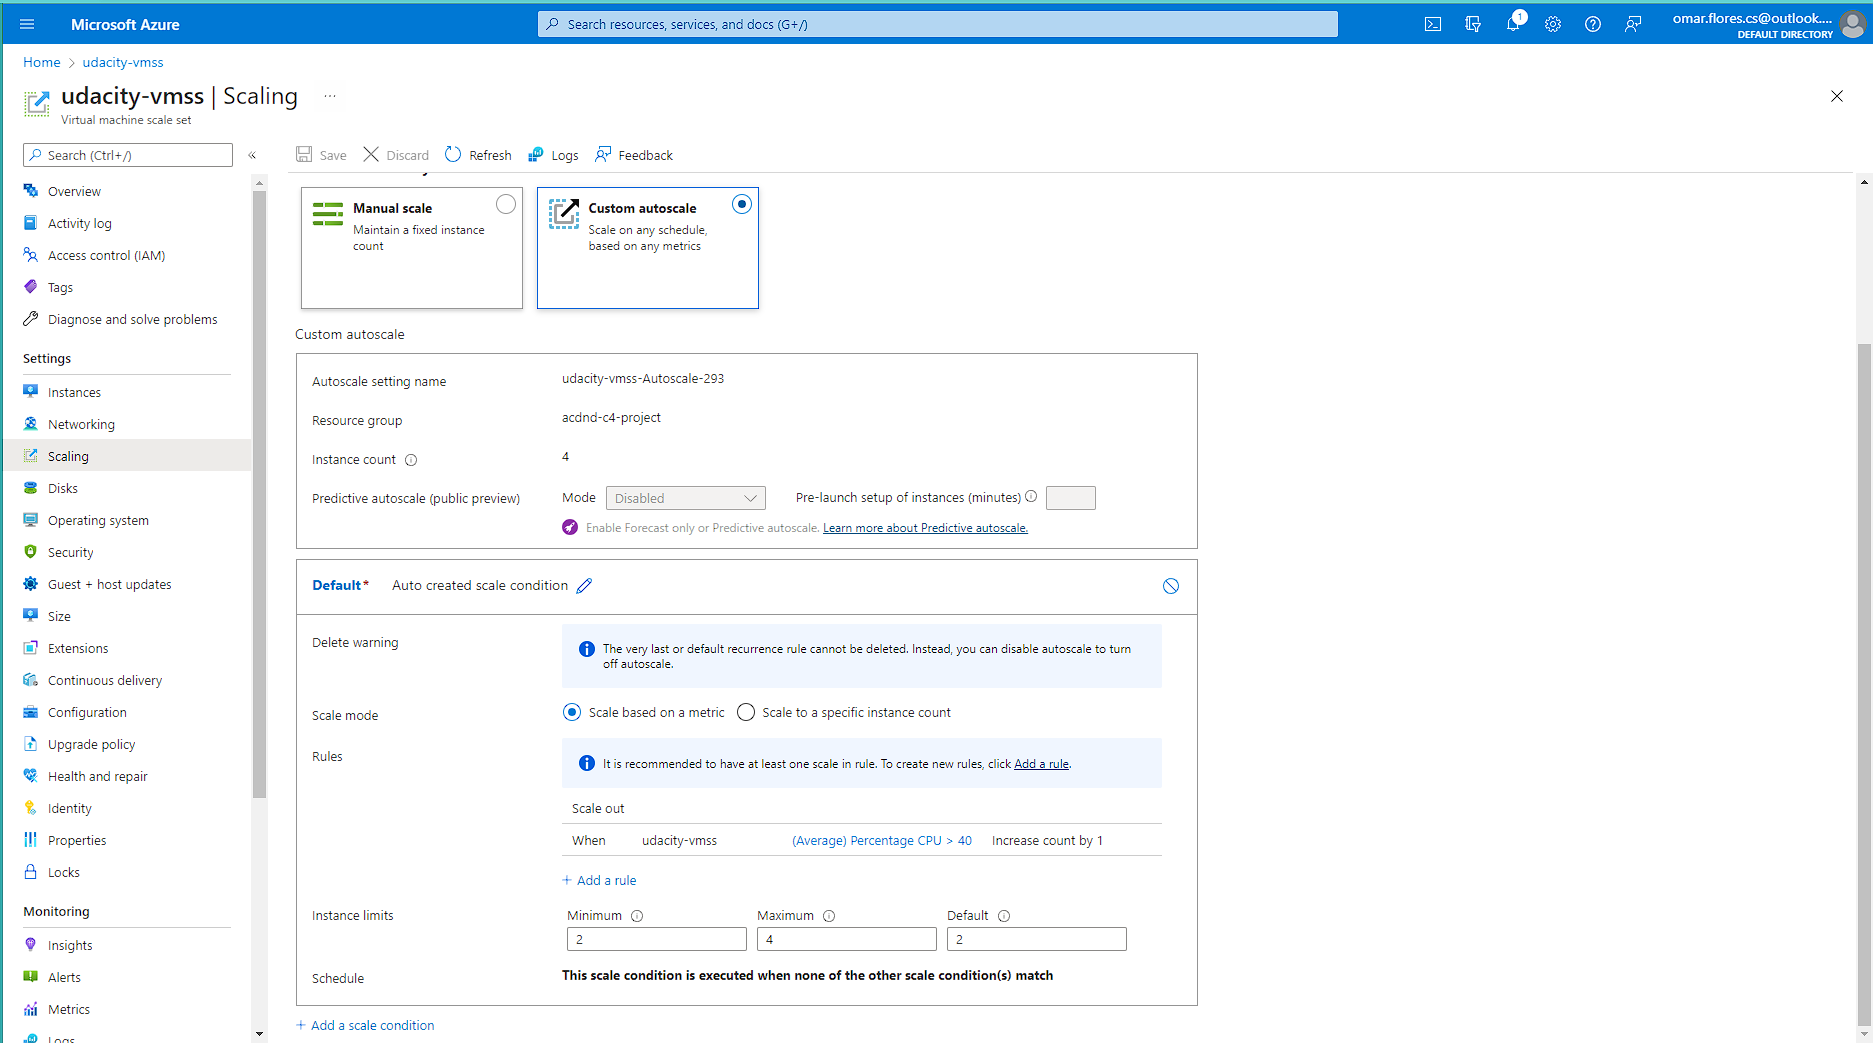 Microsoft Azure
Search resources, services, and docs (G+/)
1
omar.flores.cs@outlook....
DEFAULT DIRECTORY
Home > udacity-vmss
udacity-vmss | Scaling ...
Virtual machine scale set
Search (Ctrl+/)
«
Save
Discard
Refresh
Logs
Feedback
Overview
Activity log
Access control (IAM)
Tags
Diagnose and solve problems
Settings
Instances
Networking
Scaling
Disks
Operating system
Security
Guest + host updates
Size
Extensions
Continuous delivery
Configuration
Upgrade policy
Health and repair
Identity
Properties
Locks
Monitoring
Insights
Alerts
Metrics
Logs
Manual scale
Maintain a fixed instance
count
Custom autoscale
Scale on any schedule,
based on any metrics
Custom autoscale
Autoscale setting name udacity-vmss-Autoscale-293
Resource group acdnd-c4-project
Instance count 4
Predictive autoscale (public preview) Mode Disabled Pre-launch setup of instances (minutes)
Enable Forecast only or Predictive autoscale. Learn more about Predictive autoscale.
Default* Auto created scale condition
Delete warning
The very last or default recurrence rule cannot be deleted. Instead, you can disable autoscale to turn
off autoscale.
Scale mode Scale based on a metric Scale to a specific instance count
Rules
It is recommended to have at least one scale in rule. To create new rules, click Add a rule.
Scale out
When udacity-vmss (Average) Percentage CPU > 40 Increase count by 1
+ Add a rule
Instance limits Minimum Maximum Default
2 4 2
Schedule This scale condition is executed when none of the other scale condition(s) match
+ Add a scale condition